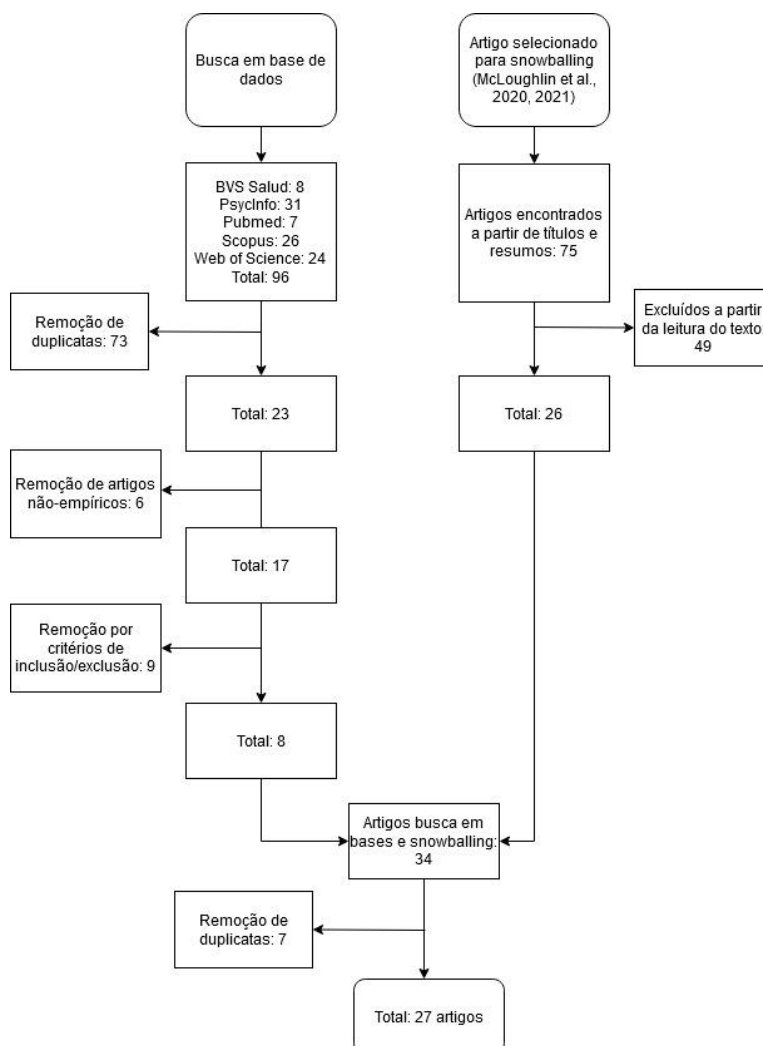 Busca em base de
dados
Artigo selecionado
para snowballing
(McLoughlin et al.,
2020, 2021)
BVS Salud: 8
PsycInfo: 31
Pubmed: 7
Scopus: 26
Web of Science: 24
Total: 96
Artigos encontrados
a partir de títulos e
resumos: 75
Remoção de
duplicatas: 73
Excluídos a partir
da leitura do texto:
49
Total: 23
Total: 26
Remoção de artigos
não-empíricos: 6
Total: 17
Remoção por
critérios de
inclusão/exclusão: 9
Total: 8
Artigos busca em
bases e snowballing:
34
Remoção de
duplicatas: 7
Total: 27 artigos